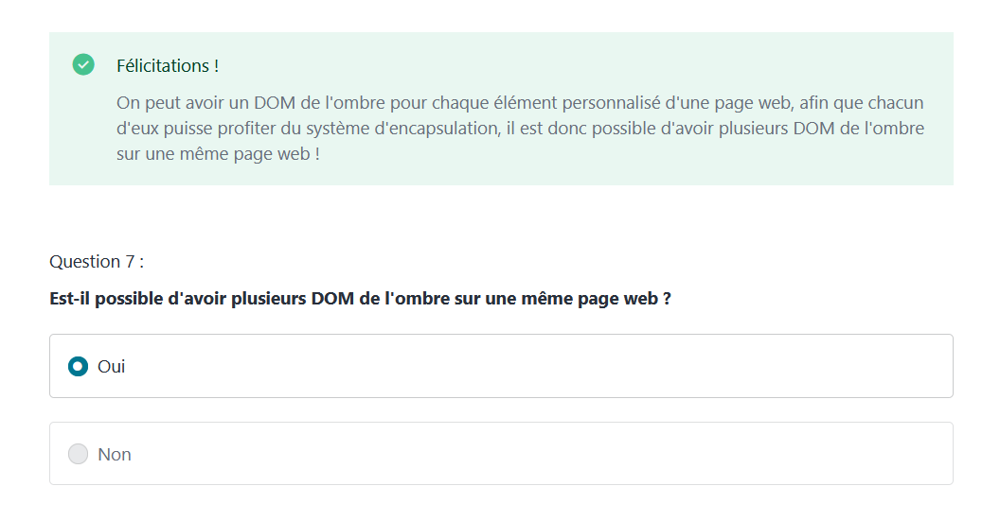 Félicitations !
On peut avoir un DOM de l'ombre pour chaque élément personnalisé d'une page web, afin que chacun
d'eux puisse profiter du système d'encapsulation, il est donc possible d'avoir plusieurs DOM de l'ombre
sur une même page web !
Question 7 :
Est-il possible d'avoir plusieurs DOM de l'ombre sur une même page web ?
Oui
Non